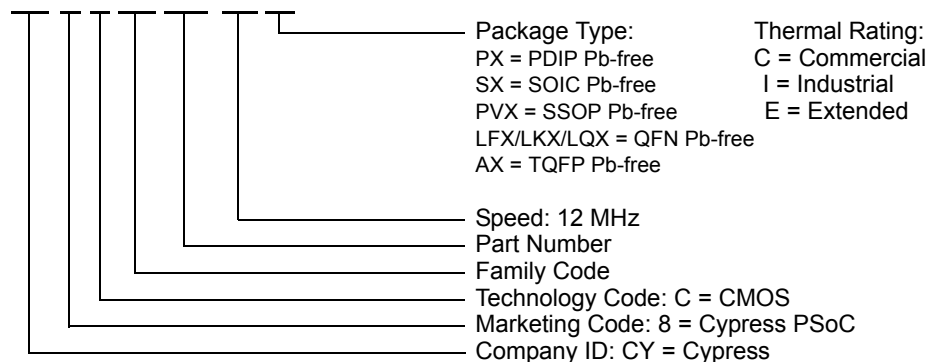 Package Type: Thermal Rating:
PX = PDIP Pb-free C = Commercial
SX = SOIC Pb-free I = Industrial
PVX = SSOP Pb-free E = Extended
LFX/LKX/LQX = QFN Pb-free
AX = TQFP Pb-free
Speed: 12 MHz
Part Number
Family Code
Technology Code: C = CMOS
Marketing Code: 8 = Cypress PSoC
Company ID: CY = Cypress